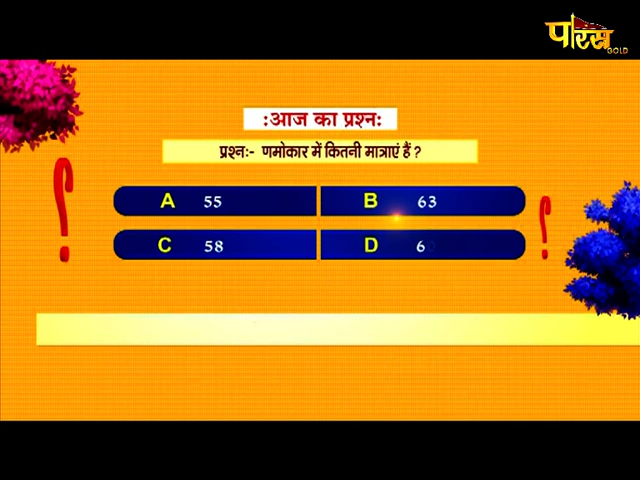 पारस
GOLD
:आज का प्रश्न:
प्रश्नः- णमोकार में कितनी मात्राएं हैं ?
A 55
B 63
C 58
D 6